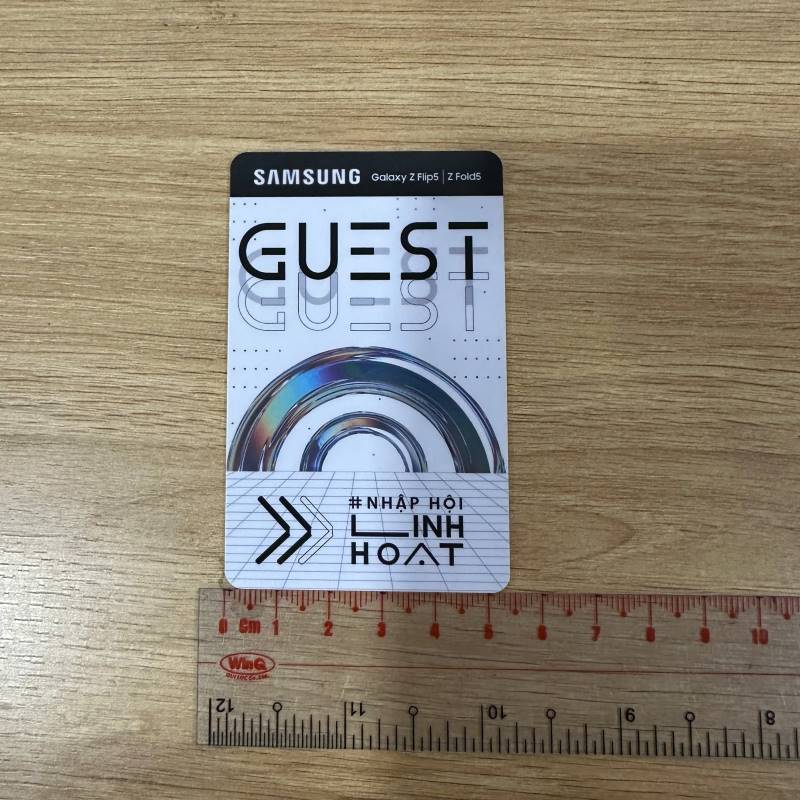 SAMSUNG Galaxy Z Flip5 | Z Fold5
GUEST
GUEST
#NHẬP HỘI
LINH
HOẠT
0 Cm 1 2 3 4 5 6 7 8 9 10
WinQ
12 11 10 9 8